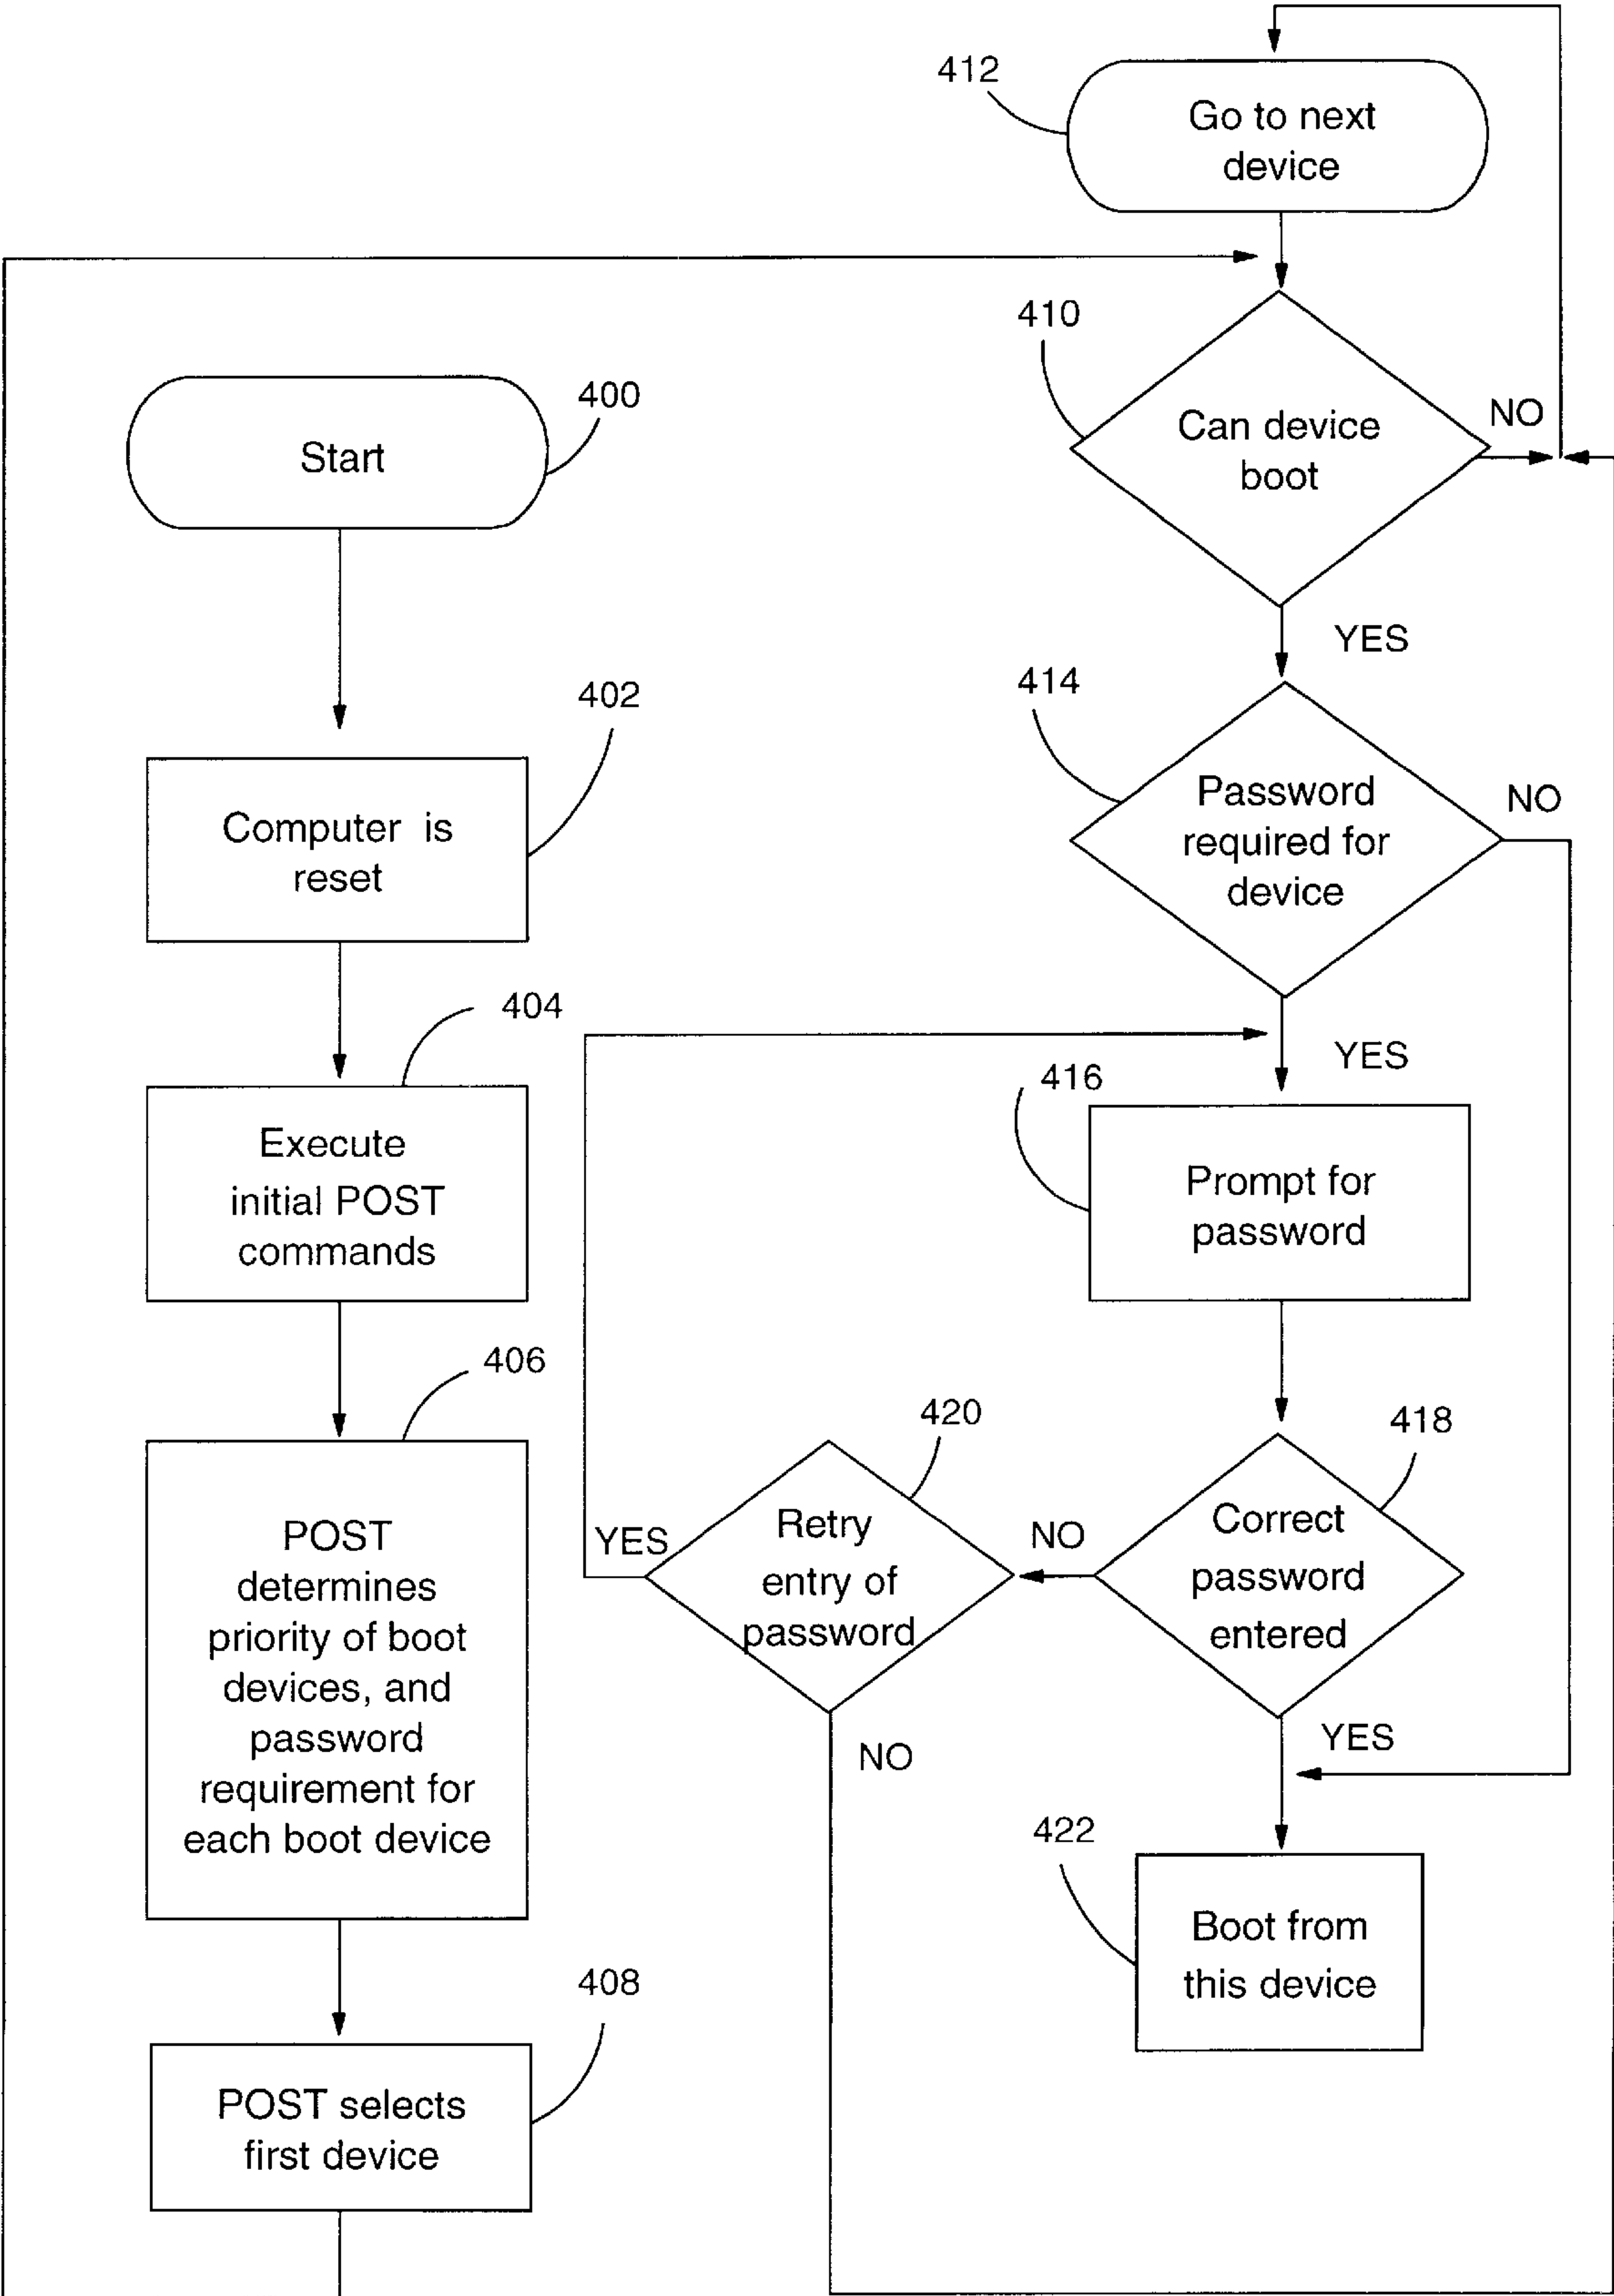 412
Go to next
device
410
Can device
boot
NO
YES
400
Start
402
Computer is
reset
404
Execute
initial POST
commands
406
POST
determines
priority of boot
devices, and
password
requirement for
each boot device
408
POST selects
first device
414
Password
required for
device
NO
YES
416
Prompt for
password
418
Correct
password
entered
NO
YES
420
Retry
entry of
password
YES
NO
422
Boot from
this device